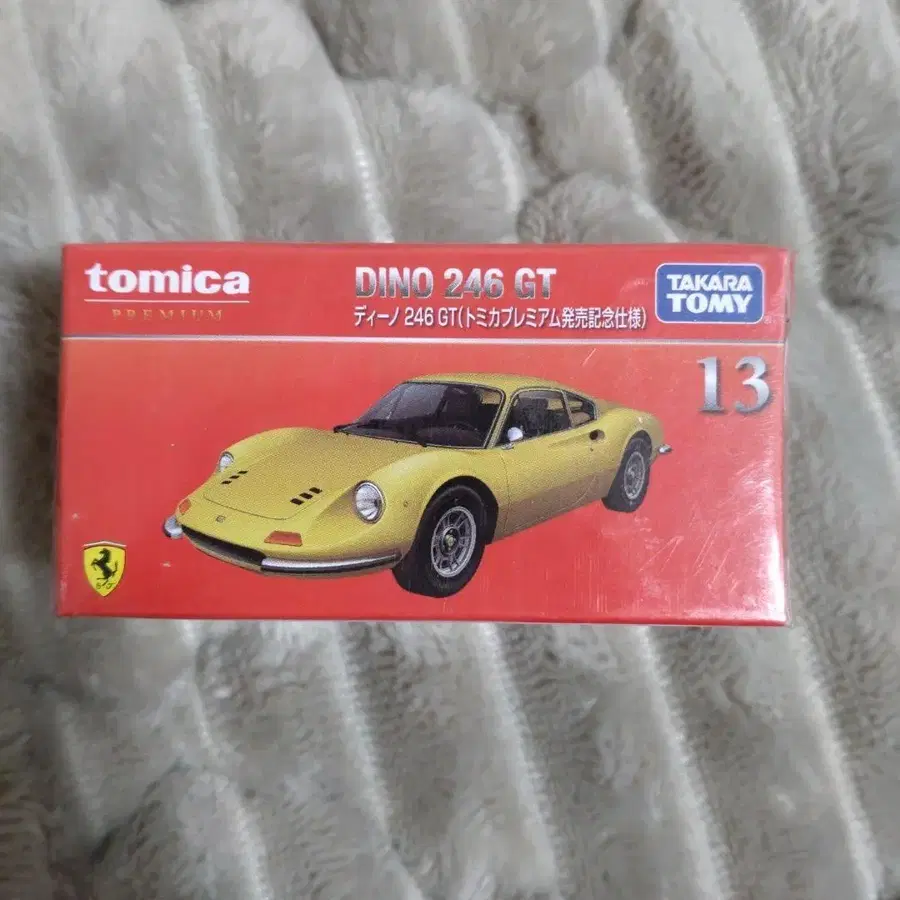 tomica
PREMIUM
DINO 246 GT
ディーノ 246 GT(トミカプレミアム発売記念仕様)
TAKARA
TOMY
13